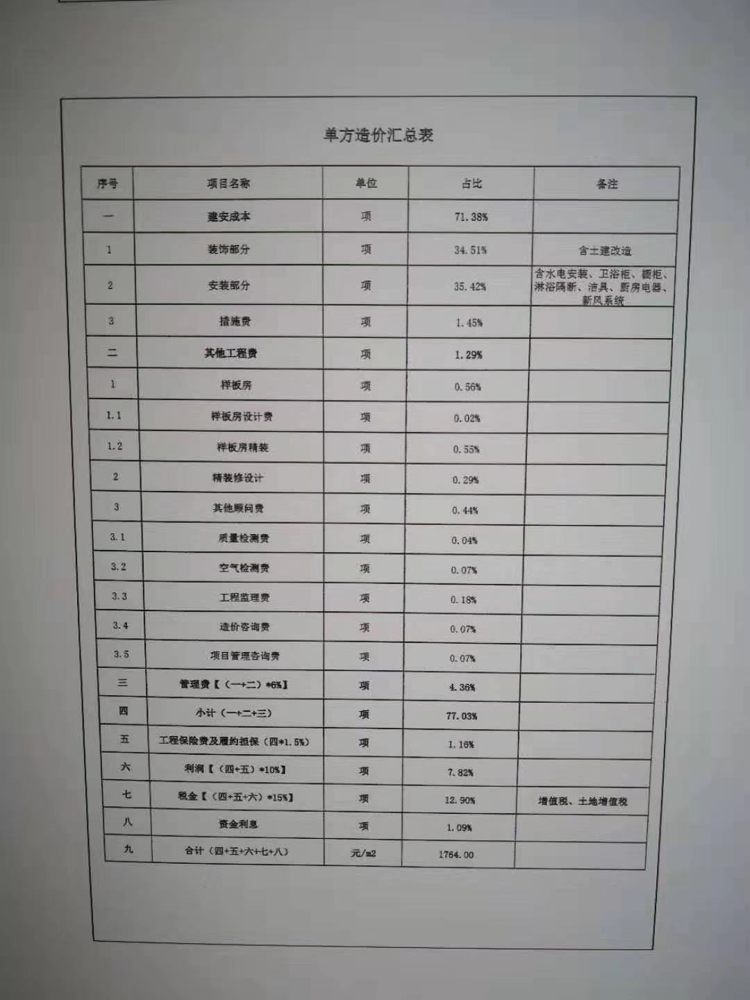 单方造价汇总表
序号 项目名称 单位 占比 备注
一 建安成本 项 71.38%
1 装饰部分 项 34.51% 含土建改造
2 安装部分 项 35.42% 含水电安装、卫浴柜、橱柜、
淋浴隔断、洁具、厨房电器、
新风系统
3 措施费 项 1.45%
二 其他工程费 项 1.29%
1 样板房 项 0.56%
1.1 样板房设计费 项 0.02%
1.2 样板房精装 项 0.55%
2 精装修设计 项 0.29%
3 其他顾问费 项 0.44%
3.1 质量检测费 项 0.04%
3.2 空气检测费 项 0.07%
3.3 工程监理费 项 0.18%
3.4 造价咨询费 项 0.07%
3.5 项目管理咨询费 项 0.07%
三 管理费【（一+二）*6%】 项 4.36%
四 小计（一+二+三） 项 77.03%
五 工程保险费及履约担保（四*1.5%） 项 1.16%
六 利润【（四+五）*10%】 项 7.82%
七 税金【（四+五+六）*15%】 项 12.90% 增值税、土地增值税
八 资金利息 项 1.09%
九 合计（四+五+六+七+八） 元/m2 1764.00